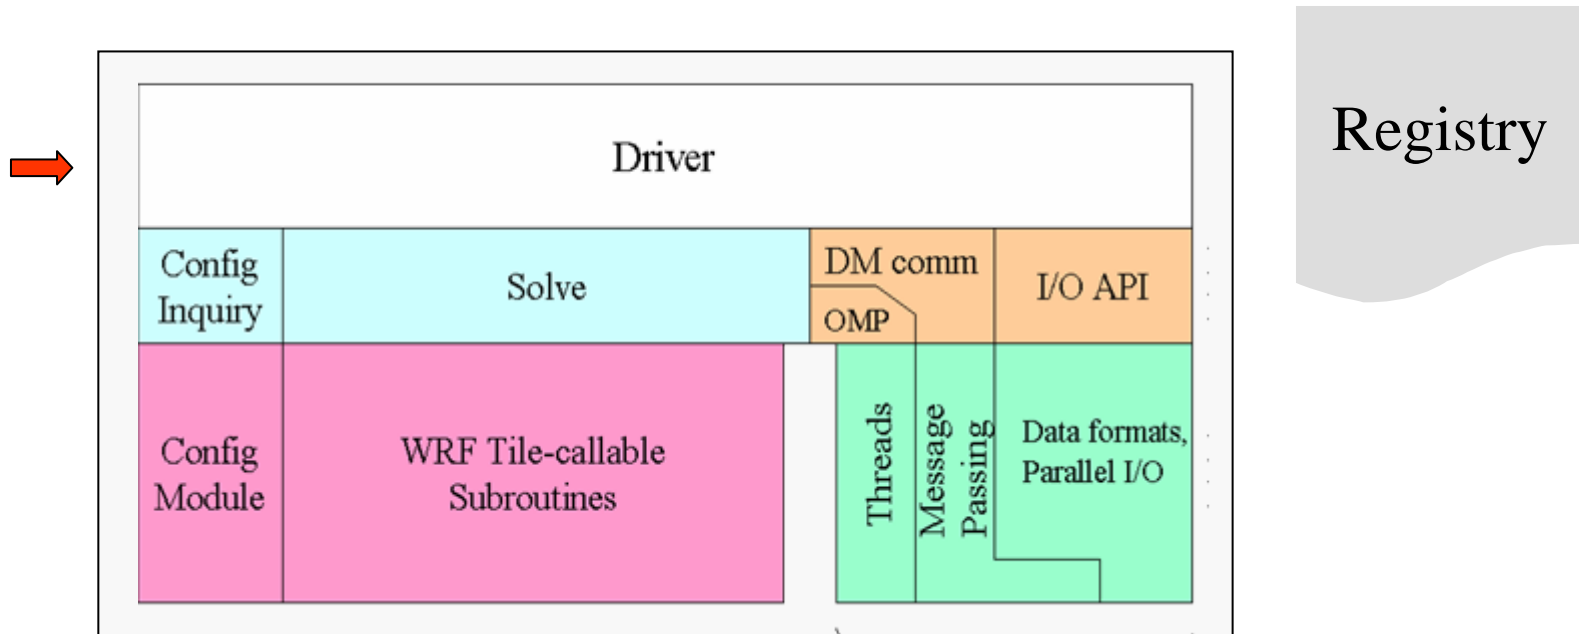 Registry
Driver
Config
Inquiry
Solve
DM comm
OMP
I/O API
Config
Module
WRF Tile-callable
Subroutines
Threads
Message
Passing
Data formats,
Parallel I/O